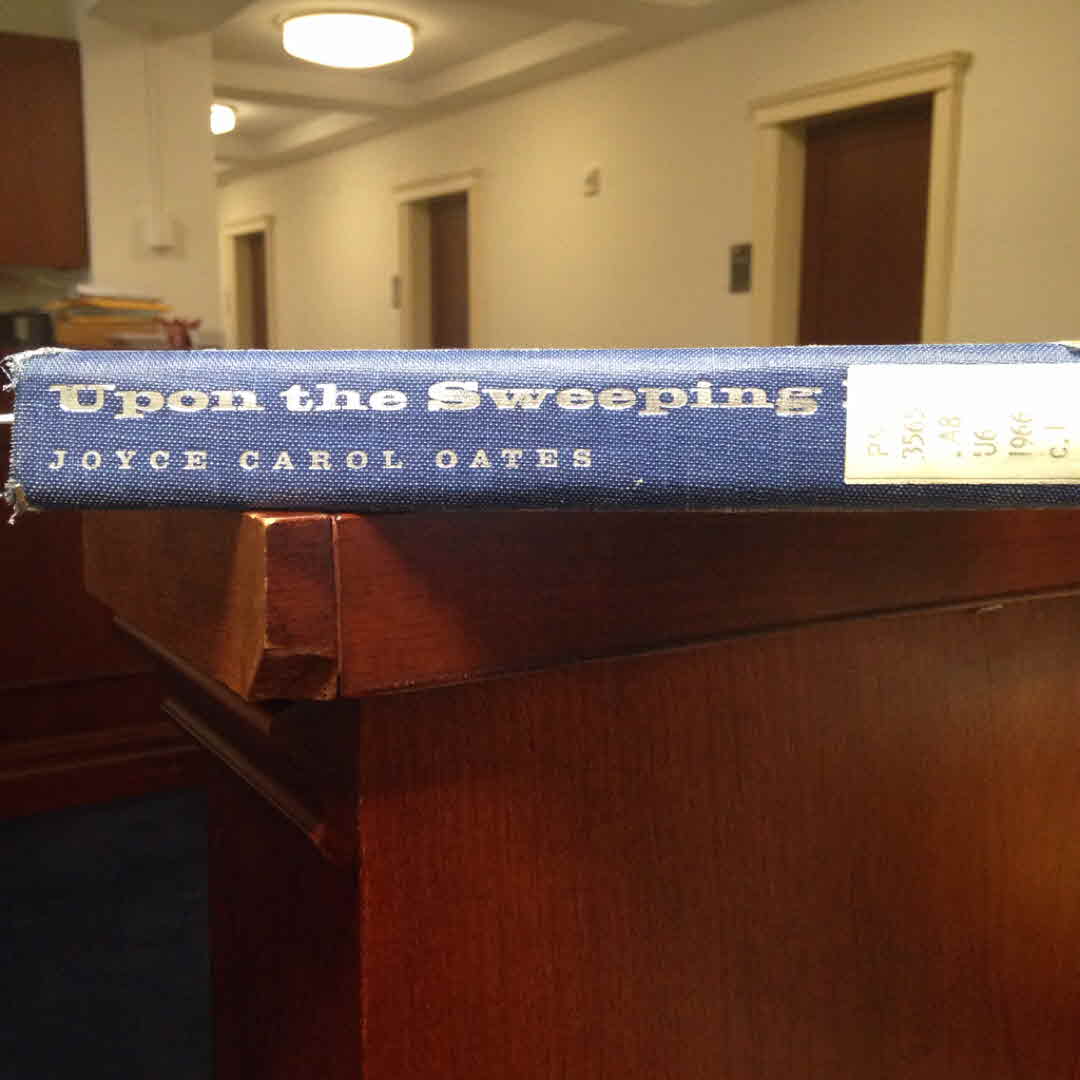 Upon the Sweeping
JOYCE CAROL OATES
3565
.A8
U6
1966
c.1